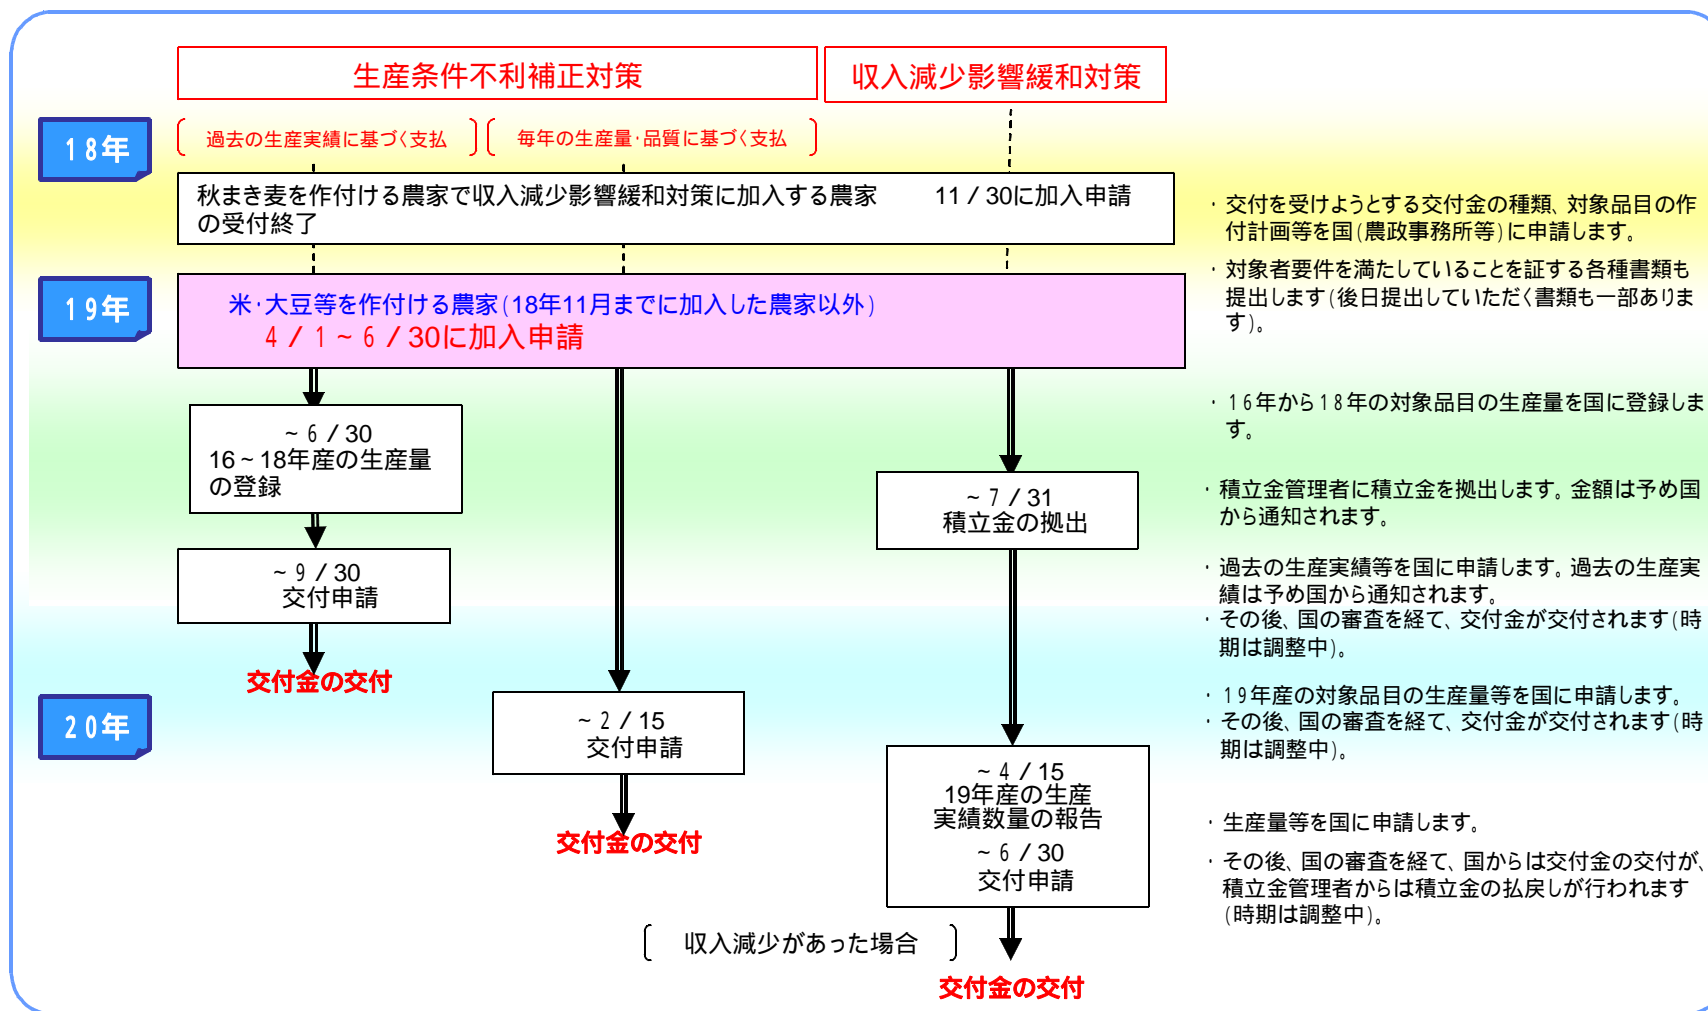 生産条件不利補正対策
収入減少影響緩和対策
18年
過去の生産実績に基づく支払
毎年の生産量・品質に基づく支払
秋まき麦を作付ける農家で収入減少影響緩和対策に加入する農家　　11/30に加入申請
の受付終了
・交付を受けようとする交付金の種類、対象品目の作
付計画等を国(農政事務所等)に申請します。
19年
米・大豆等を作付ける農家(18年11月までに加入した農家以外)
4/1~6/30に加入申請
・対象者要件を満たしていることを証する各種書類も
提出します(後日提出していただく書類も一部ありま
す)。
~6/30
16~18年産の生産量
の登録
・16年から18年の対象品目の生産量を国に登録しま
す。
~7/31
積立金の拠出
・積立金管理者に積立金を拠出します。金額は予め国
から通知されます。
~9/30
交付申請
・過去の生産実績等を国に申請します。過去の生産実
績は予め国から通知されます。
・その後、国の審査を経て、交付金が交付されます(時
期は調整中)。
交付金の交付
20年
~2/15
交付申請
・19年産の対象品目の生産量等を国に申請します。
・その後、国の審査を経て、交付金が交付されます(時
期は調整中)。
交付金の交付
~4/15
19年産の生産
実績数量の報告
~6/30
交付申請
・生産量等を国に申請します。
・その後、国の審査を経て、国からは交付金の交付が、
積立金管理者からは積立金の払戻しが行われます
(時期は調整中)。
収入減少があった場合
交付金の交付